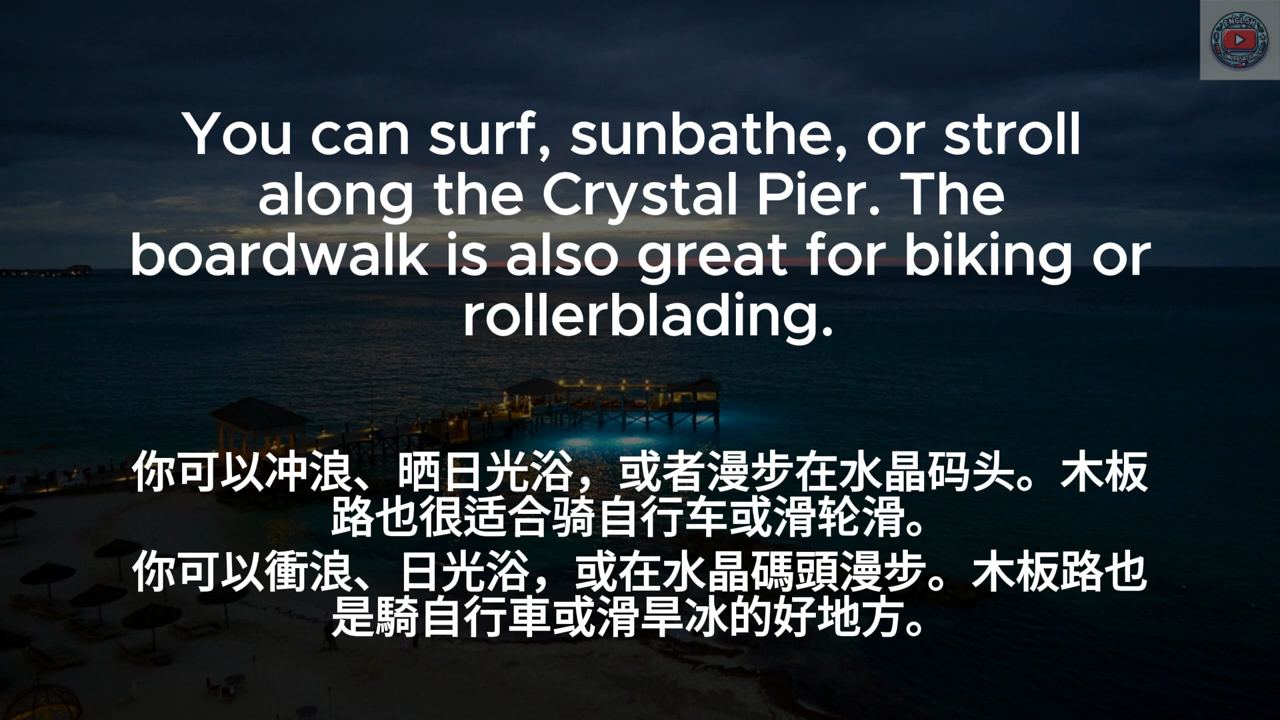 You can surf, sunbathe, or stroll
along the Crystal Pier. The
boardwalk is also great for biking or
rollerblading.
你可以冲浪、晒日光浴，或者漫步在水晶码头。木板
路也很适合骑自行车或滑轮滑。
你可以衝浪、日光浴，或在水晶碼頭漫步。木板路也
是騎自行車或滑旱冰的好地方。